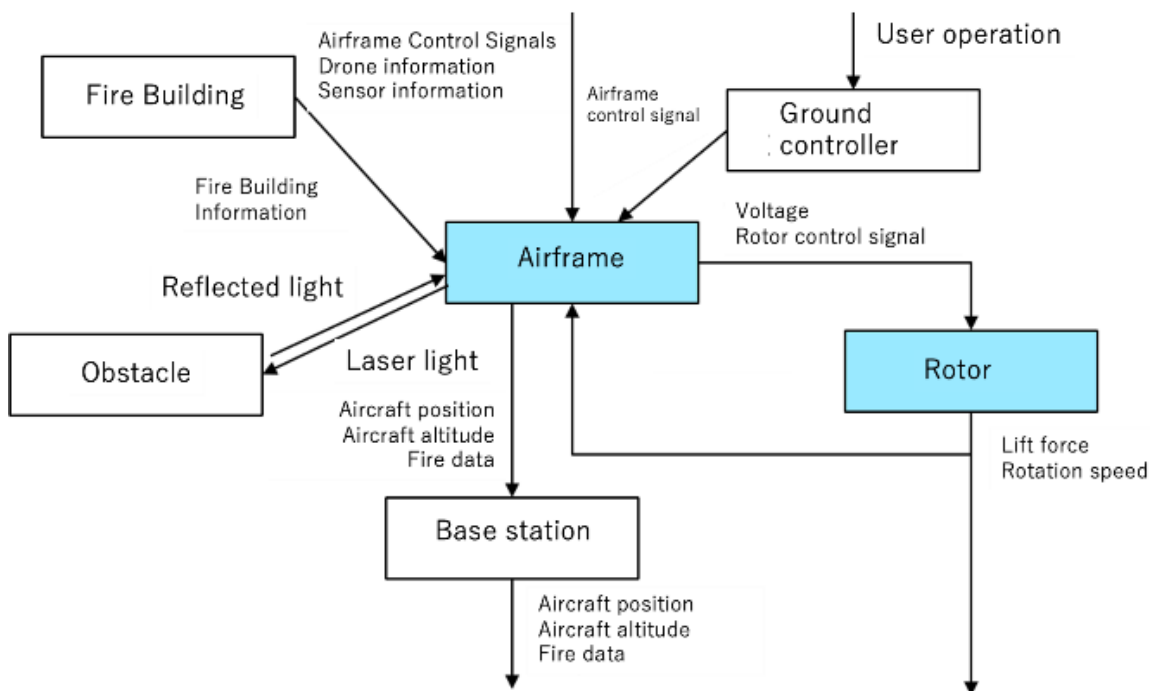 Airframe Control Signals
Drone information
Sensor information
User operation
Fire Building
Airframe
control signal
Ground
: controller
Fire Building
Information
Voltage
Rotor control signal
Airframe
Reflected light
Obstacle
Laser light
Rotor
Aircraft position
Aircraft altitude
Fire data
Lift force
Rotation speed
Base station
Aircraft position
Aircraft altitude
Fire data